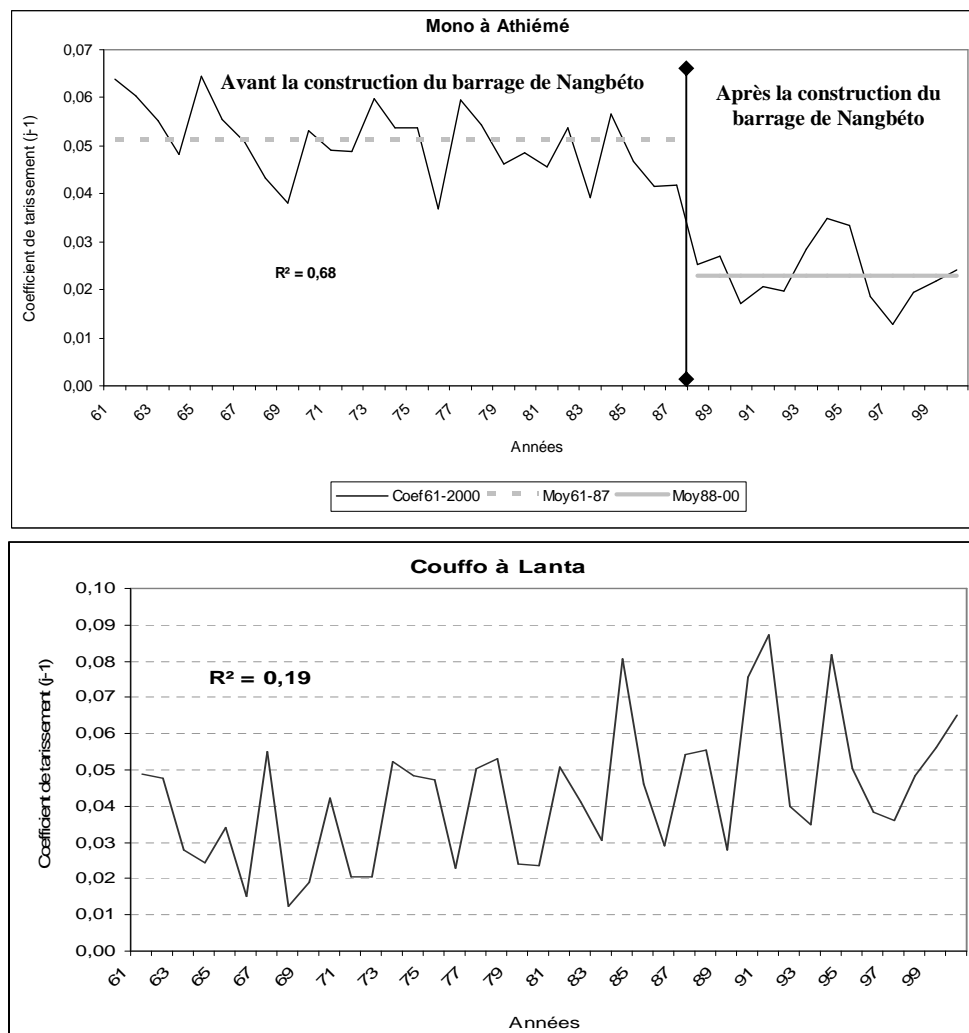 Mono à Athiémé
Coefficient de tarissement (j-1)
0,07
0,06
0,05
0,04
0,03
0,02
0,01
0,00
Avant la construction du barrage de Nangbéto
Après la construction du
barrage de Nangbéto
R² = 0,68
61 63 65 67 69 71 73 75 77 79 81 83 85 87 89 91 93 95 97 99
Années
Coef61-2000 Moy61-87 Moy88-00
Couffo à Lanta
Coefficient de tarissement (j-1)
0,10
0,09
0,08
0,07
0,06
0,05
0,04
0,03
0,02
0,01
0,00
R² = 0,19
61 63 65 67 69 71 73 75 77 79 81 83 85 87 89 91 93 95 97 99
Années